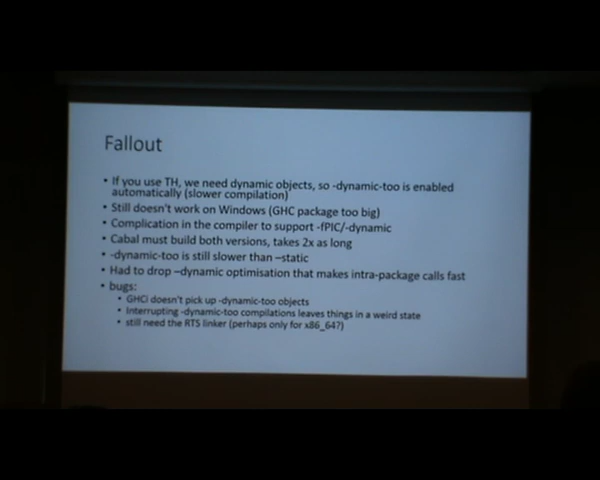 Fallout
• If you use TH, we need dynamic objects, so -dynamic-too is enabled
automatically (slower compilation)
• Still doesn't work on Windows (GHC package too big)
• Complication in the compiler to support -fPIC/-dynamic
• Cabal must build both versions, takes 2x as long
• -dynamic-too is still slower than –static
• Had to drop –dynamic optimisation that makes intra-package calls fast
• bugs:
• GHCi doesn't pick up -dynamic-too objects
• Interrupting -dynamic-too compilations leaves things in a weird state
• still need the RTS linker (perhaps only for x86_64?)